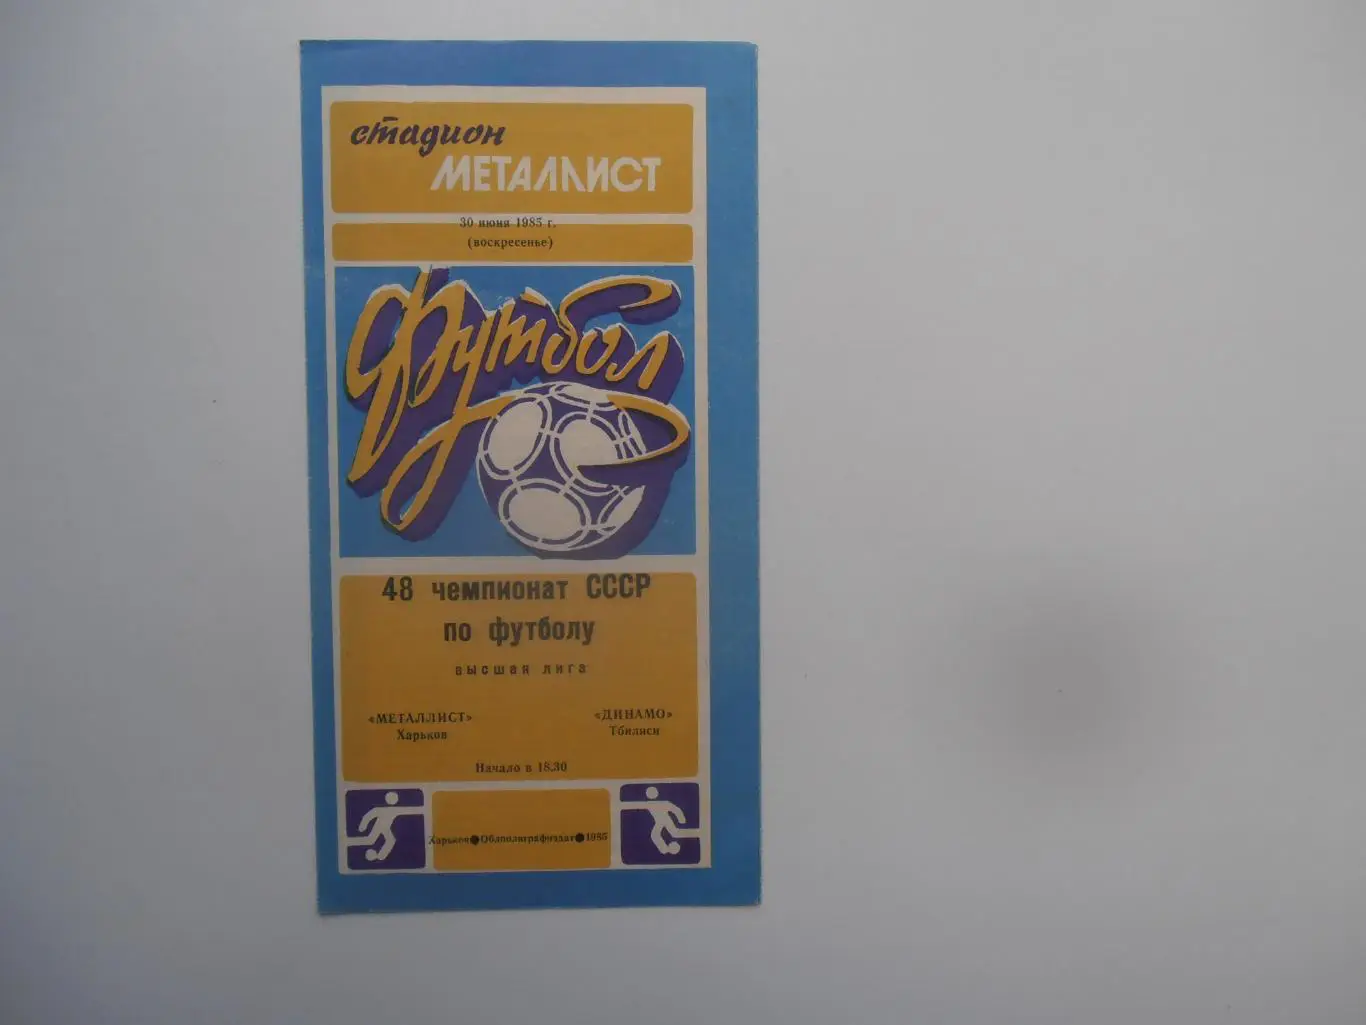 стадион
МЕТАЛЛИСТ
30 июня 1985 г.
(воскресенье)
Футбол
48 чемпионат СССР
по футболу
высшая лига
«МЕТАЛЛИСТ» «ДИНАМО»
Харьков Тбилиси
Начало в 18.30
Харьков●Облполиграфиздат●1985